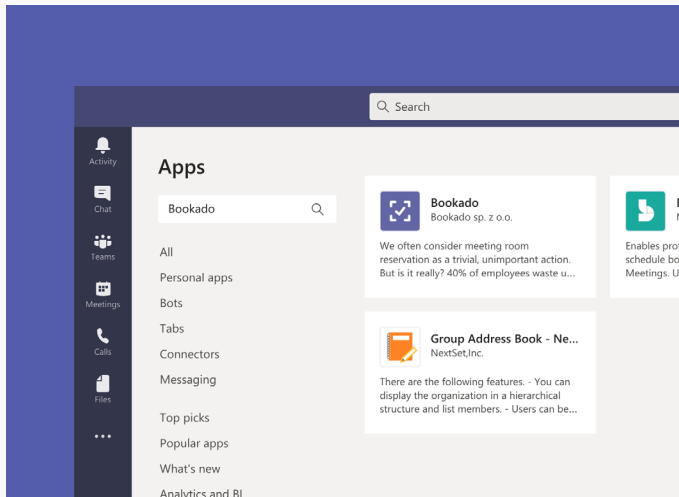 Search
Activity
Chat
Teams
Meetings
Calls
Files
Apps
Bookado
All
Personal apps
Bots
Tabs
Connectors
Messaging
Top picks
Popular apps
What's new
Analytics and BI
Bookado
Bookado sp. z o.o.
We often consider meeting room
reservation as a trivial, unimportant action.
But is it really? 40% of employees waste u...
Enables
schedule
Meetings.
Group Address Book - Ne...
NextSet,Inc.
There are the following features. - You can
display the organization in a hierarchical
structure and list members. - Users can be...